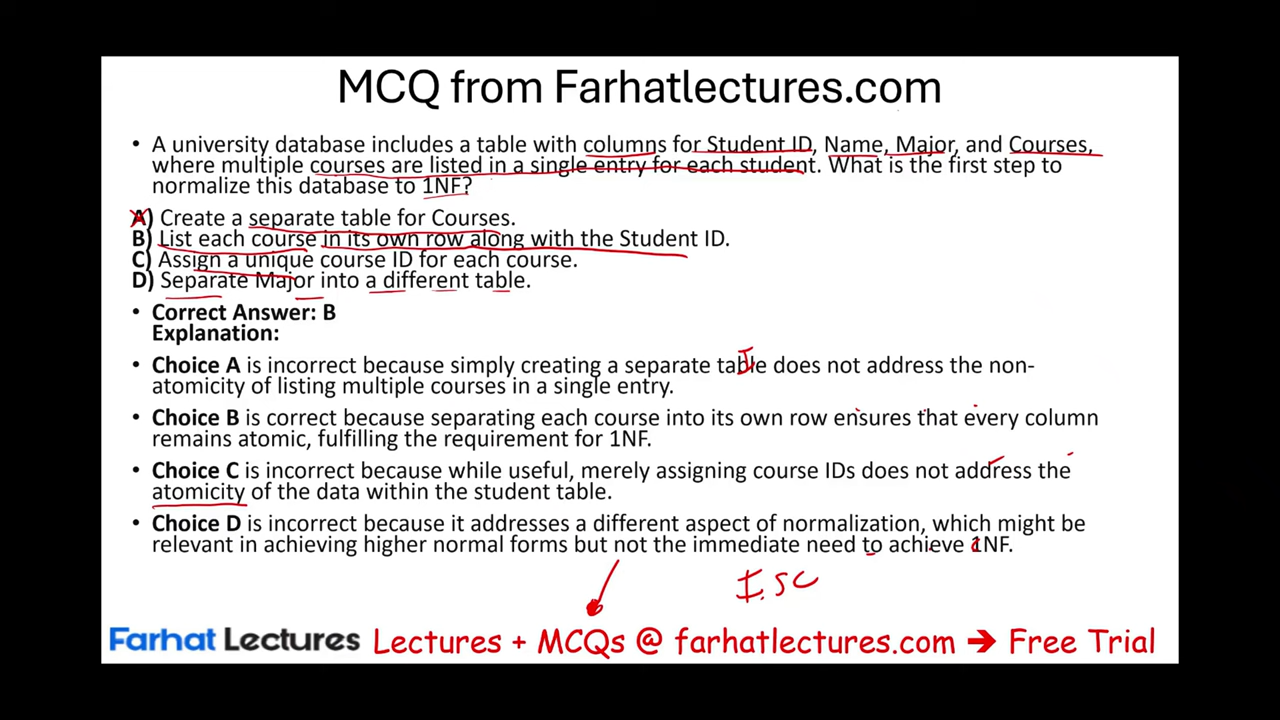 MCQ from Farhatlectures.com
• A university database includes a table with columns for Student ID, Name, Major, and Courses,
where multiple courses are listed in a single entry for each student. What is the first step to
normalize this database to 1NF?
A) Create a separate table for Courses.
B) List each course in its own row along with the Student ID.
C) Assign a unique course ID for each course.
D) Separate Major into a different table.
• Correct Answer: B
Explanation:
• Choice A is incorrect because simply creating a separate table does not address the non-
atomicity of listing multiple courses in a single entry.
• Choice B is correct because separating each course into its own row ensures that every column
remains atomic, fulfilling the requirement for 1NF.
• Choice C is incorrect because while useful, merely assigning course IDs does not address the
atomicity of the data within the student table.
• Choice D is incorrect because it addresses a different aspect of normalization, which might be
relevant in achieving higher normal forms but not the immediate need to achieve 1NF.
Farhat Lectures Lectures + MCQs @ farhatlectures.com ➔ Free Trial